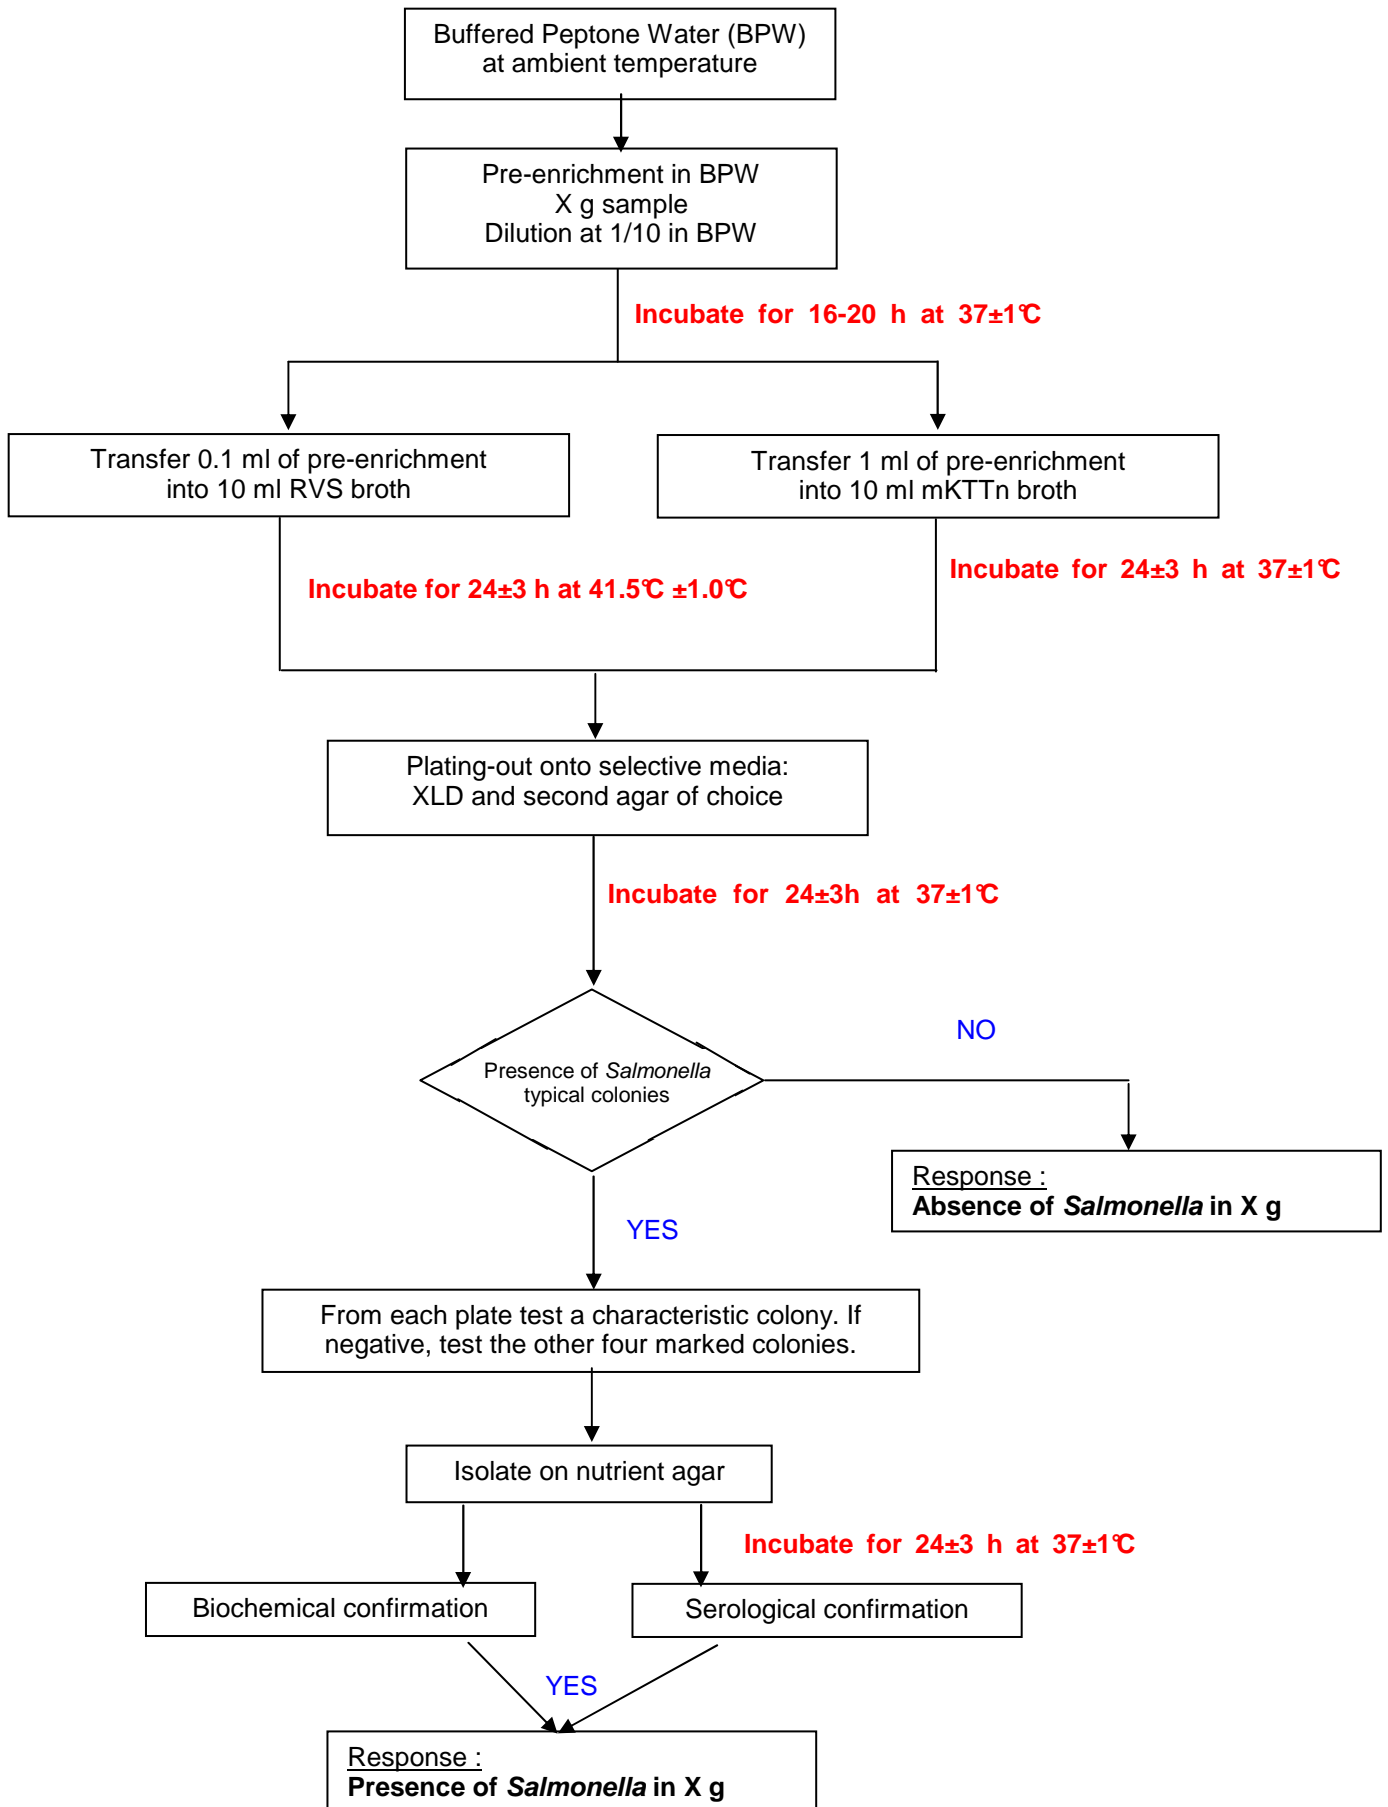 Buffered Peptone Water (BPW)
at ambient temperature
Pre-enrichment in BPW
X g sample
Dilution at 1/10 in BPW
Incubate for 16-20 h at 37±1°C
Transfer 0.1 ml of pre-enrichment
into 10 ml RVS broth
Transfer 1 ml of pre-enrichment
into 10 ml mKTTn broth
Incubate for 24±3 h at 41.5°C ±1.0°C
Incubate for 24±3 h at 37±1°C
Plating-out onto selective media:
XLD and second agar of choice
Incubate for 24±3h at 37±1°C
Presence of Salmonella
typical colonies
NO
Response :
Absence of Salmonella in X g
YES
From each plate test a characteristic colony. If
negative, test the other four marked colonies.
Isolate on nutrient agar
Incubate for 24±3 h at 37±1°C
Biochemical confirmation
Serological confirmation
YES
Response :
Presence of Salmonella in X g